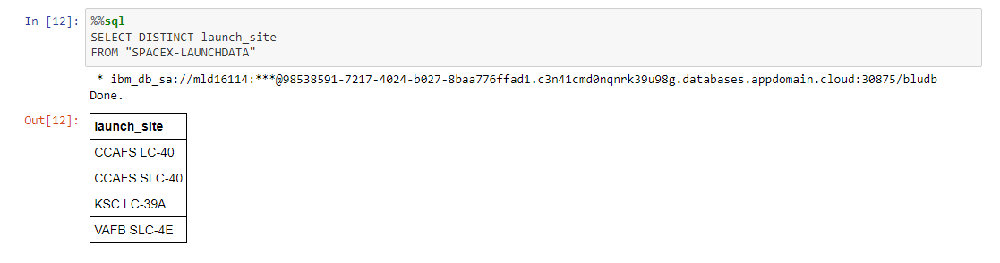 In [12]: %%sql
SELECT DISTINCT launch_site
FROM "SPACEX-LAUNCHDATA"
* ibm_db_sa://mld16114:***@98538591-7217-4024-b027-8baa776ffad1.c3n41cmd0nqnrk39u98g.databases.appdomain.cloud:30875/bludb
Done.
Out[12]: launch_site
CCAFS LC-40
CCAFS SLC-40
KSC LC-39A
VAFB SLC-4E